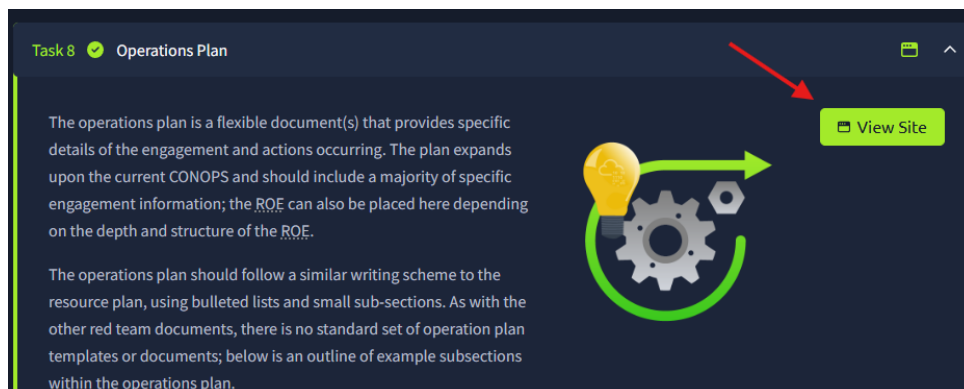 Task 8 Operations Plan
View Site
The operations plan is a flexible document(s) that provides specific
details of the engagement and actions occurring. The plan expands
upon the current CONOPS and should include a majority of specific
engagement information; the ROE can also be placed here depending
on the depth and structure of the ROE.
The operations plan should follow a similar writing scheme to the
resource plan, using bulleted lists and small sub-sections. As with the
other red team documents, there is no standard set of operation plan
templates or documents; below is an outline of example subsections
within the operations plan.